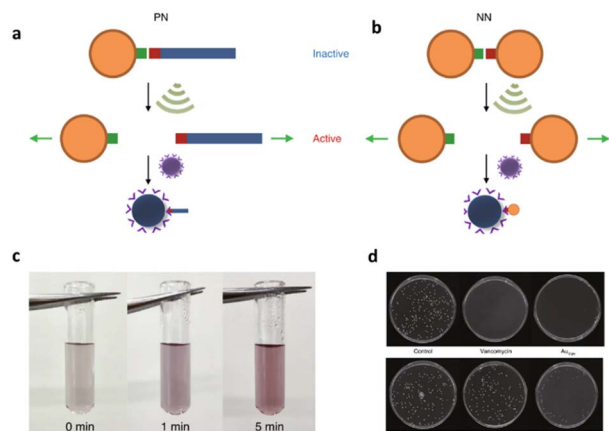 PN
NN
a
b
Inactive
Active
c
d
0 min
1 min
5 min
Control
Vancomycin